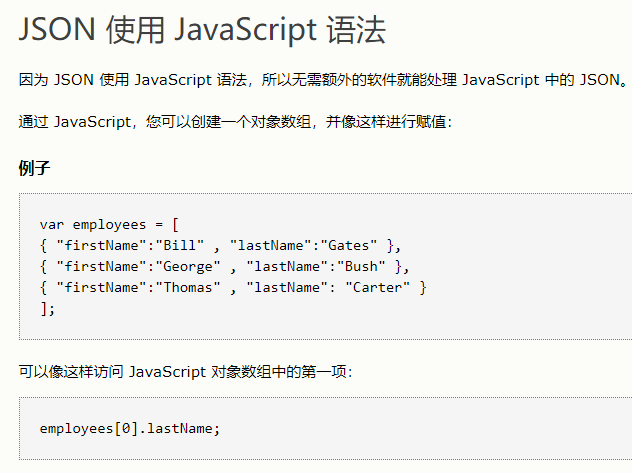 JSON 使用 JavaScript 语法
因为 JSON 使用 JavaScript 语法，所以无需额外的软件就能处理 JavaScript 中的 JSON。
通过 JavaScript，您可以创建一个对象数组，并像这样进行赋值：
例子
var employees = [
{ "firstName":"Bill" , "lastName":"Gates" },
{ "firstName":"George" , "lastName":"Bush" },
{ "firstName":"Thomas" , "lastName": "Carter" }
];
可以像这样访问 JavaScript 对象数组中的第一项：
employees[0].lastName;